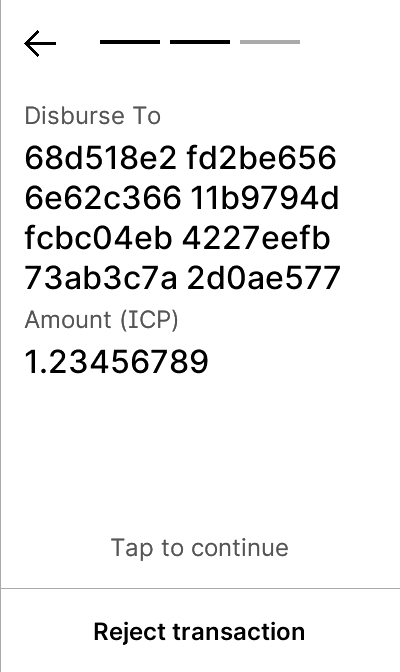 Disburse To
68d518e2 fd2be656
6e62c366 11b9794d
fcbc04eb 4227eefb
73ab3c7a 2d0ae577
Amount (ICP)
1.23456789
Tap to continue
Reject transaction